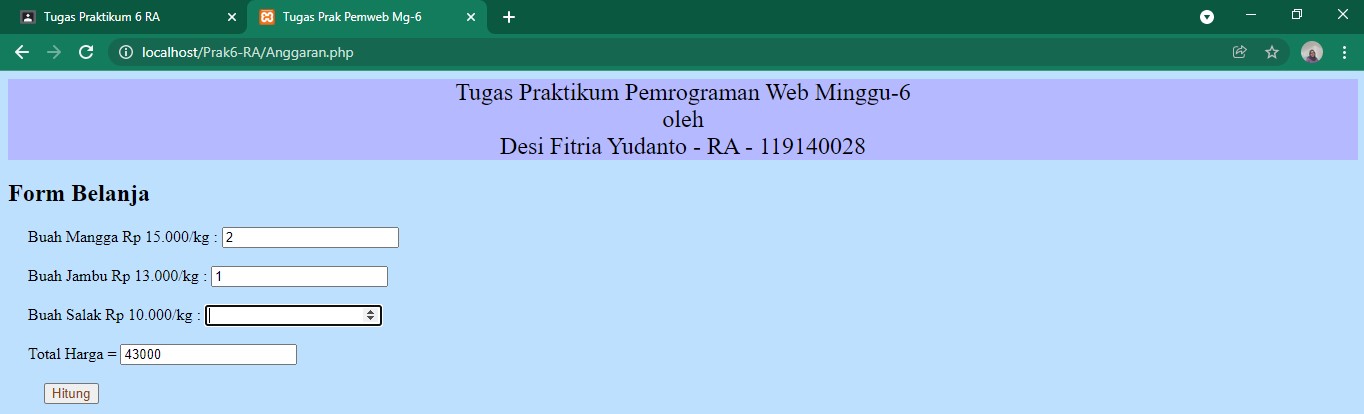 Tugas Praktikum 6 RA
Tugas Prak Pemweb Mg-6
localhost/Prak6-RA/Anggaran.php
Tugas Praktikum Pemrograman Web Minggu-6
oleh
Desi Fitria Yudanto - RA - 119140028
Form Belanja
Buah Mangga Rp 15.000/kg : 2
Buah Jambu Rp 13.000/kg : 1
Buah Salak Rp 10.000/kg :
Total Harga = 43000
Hitung